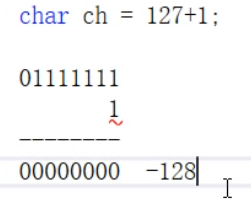 char ch = 127+1;
01111111
1
--------
00000000 -128